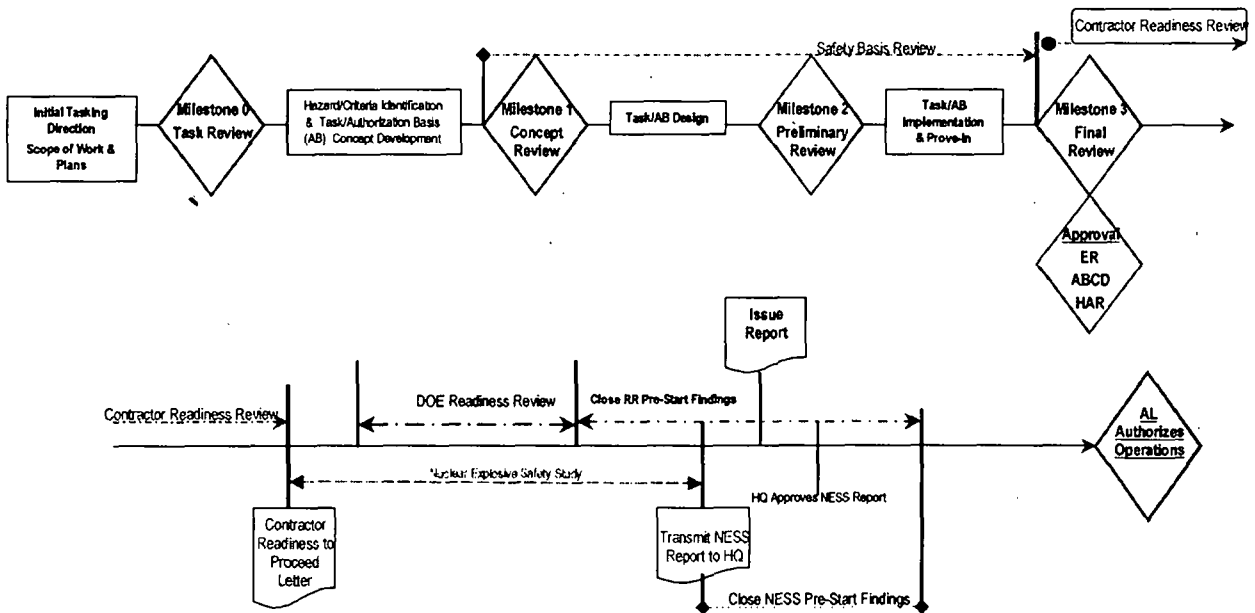 Contractor Readiness Review
Safety Basis Review
Initial Tasking
Direction
Scope of Work &
Plans
Milestone 0
Task Review
Hazard/Criteria Identification
& Task/Authorization Basis
(AB) Concept Development
Milestone 1
Concept
Review
Task/AB Design
Milestone 2
Preliminary
Review
Task/AB
Implementation
& Prove-In
Milestone 3
Final
Review
Approval
ER
ABCD
HAR
Issue
Report
Contractor Readiness Review
DOE Readiness Review
Close RR Pre-Start Findings
AL
Authorizes
Operations
Nuclear Explosive Safety Study
HQ Approves NESS Report
Contractor
Readiness to
Proceed
Letter
Transmit NESS
Report to HQ
Close NESS Pre-Start Findings